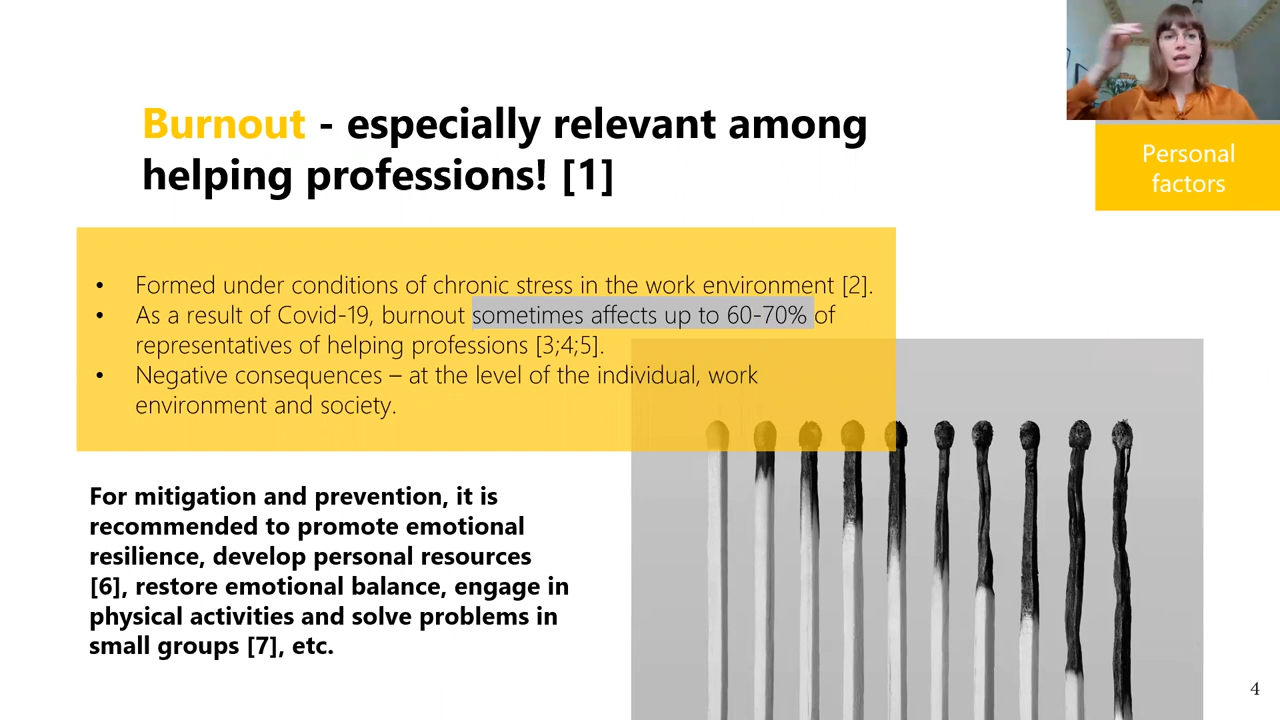 Burnout - especially relevant among
helping professions! [1]
Personal
factors
• Formed under conditions of chronic stress in the work environment [2].
• As a result of Covid-19, burnout sometimes affects up to 60-70% of
representatives of helping professions [3;4;5].
• Negative consequences – at the level of the individual, work
environment and society.
For mitigation and prevention, it is
recommended to promote emotional
resilience, develop personal resources
[6], restore emotional balance, engage in
physical activities and solve problems in
small groups [7], etc.
4